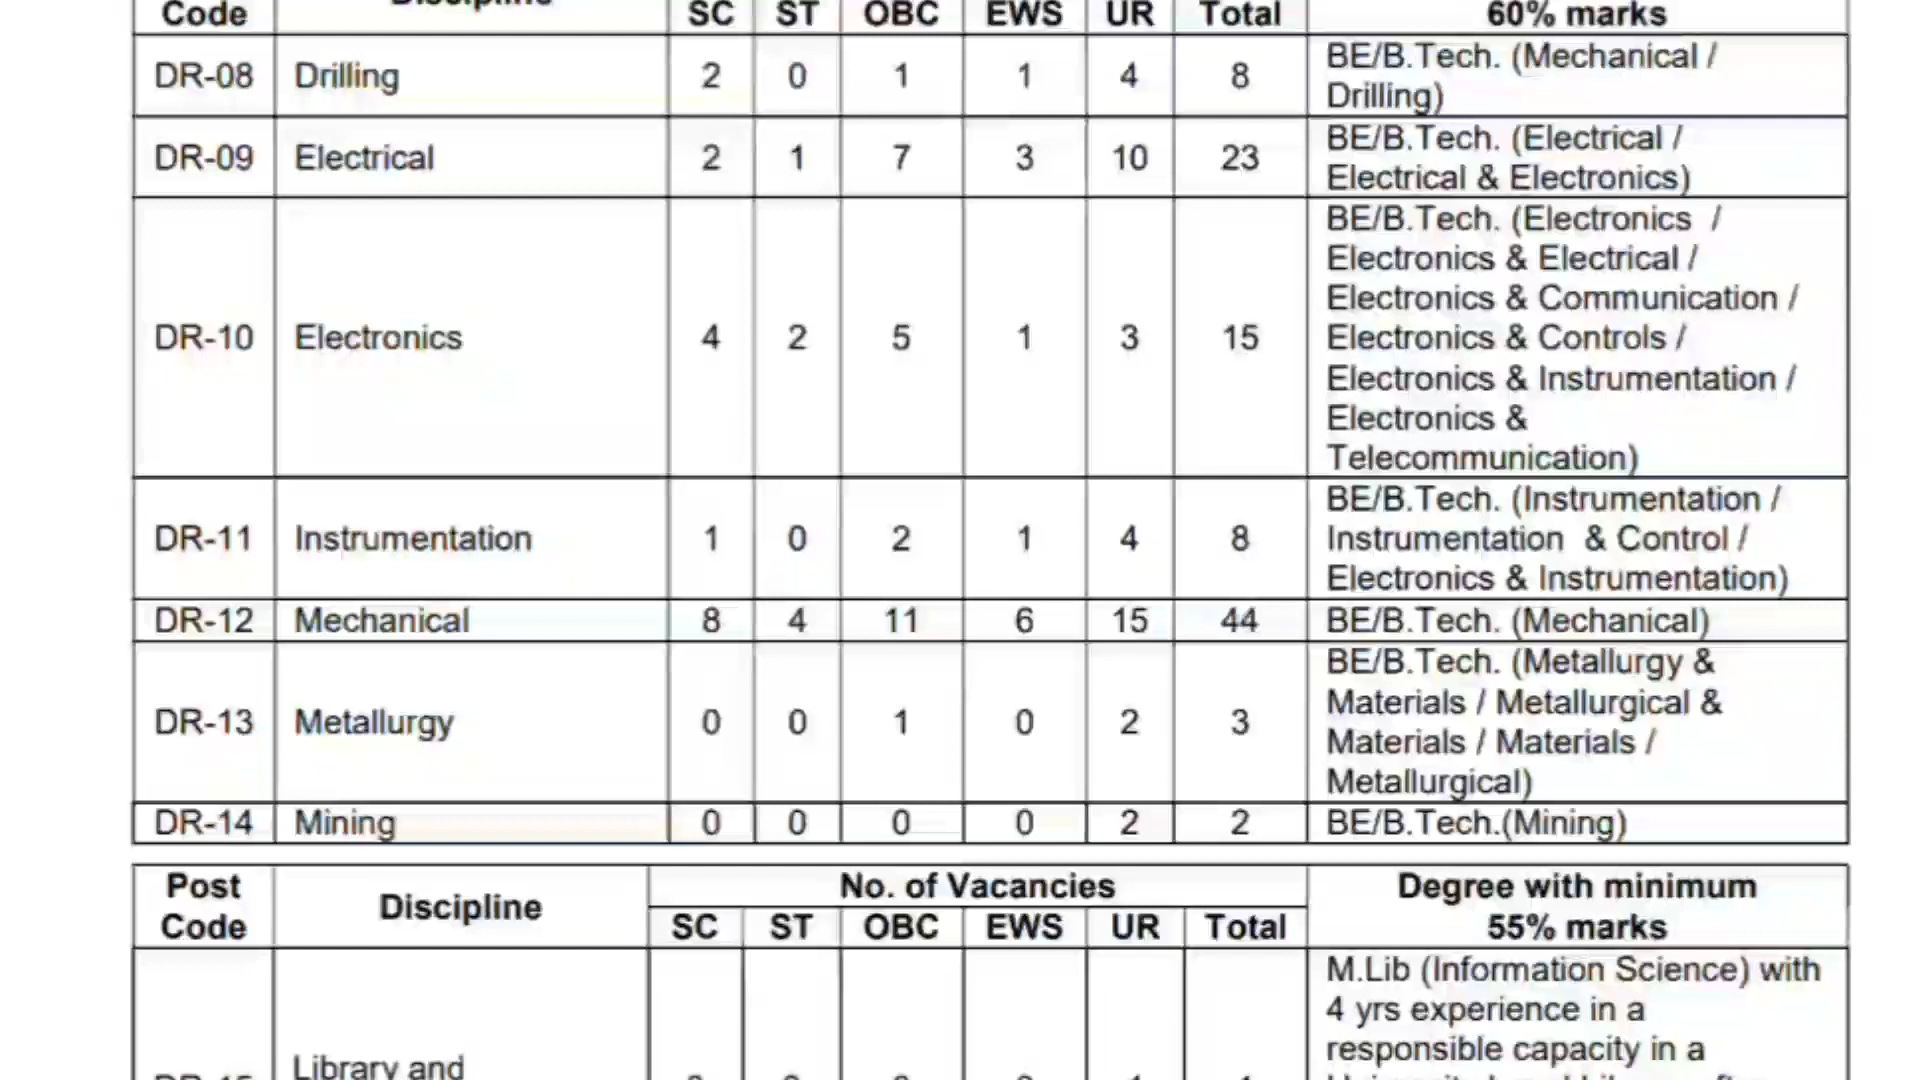 Code Discipline SC ST OBC EWS UR Total 60% marks
DR-08 Drilling 2 0 1 1 4 8 BE/B.Tech. (Mechanical /
Drilling)
DR-09 Electrical 2 1 7 3 10 23 BE/B.Tech. (Electrical /
Electrical & Electronics)
DR-10 Electronics 4 2 5 1 3 15 BE/B.Tech. (Electronics /
Electronics & Electrical /
Electronics & Communication /
Electronics & Controls /
Electronics & Instrumentation /
Electronics &
Telecommunication)
DR-11 Instrumentation 1 0 2 1 4 8 BE/B.Tech. (Instrumentation /
Instrumentation & Control /
Electronics & Instrumentation)
DR-12 Mechanical 8 4 11 6 15 44 BE/B.Tech. (Mechanical)
DR-13 Metallurgy 0 0 1 0 2 3 BE/B.Tech. (Metallurgy &
Materials / Metallurgical &
Materials / Materials /
Metallurgical)
DR-14 Mining 0 0 0 0 2 2 BE/B.Tech.(Mining)
Post Code Discipline No. of Vacancies Degree with minimum
SC ST OBC EWS UR Total 55% marks
M.Lib (Information Science) with
4 yrs experience in a
responsible capacity in a
Library and